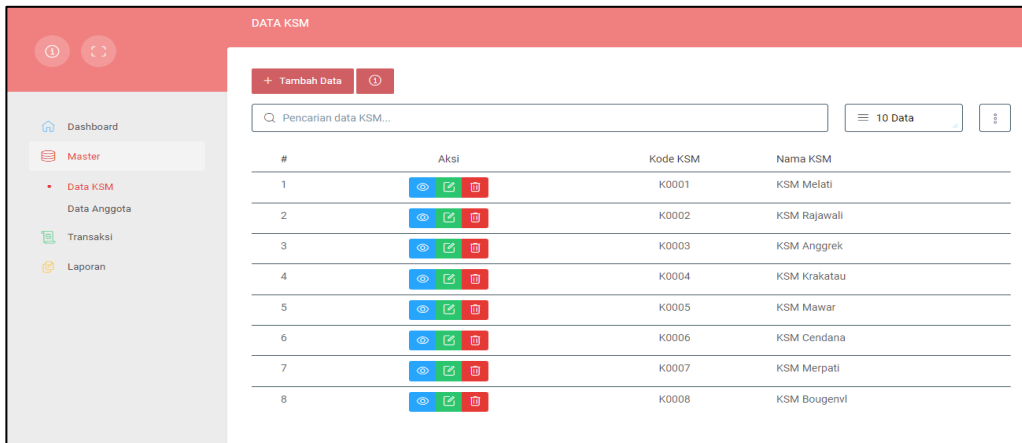 DATA KSM
+ Tambah Data
Pencarian data KSM...
10 Data
Dashboard
Master
Data KSM
Data Anggota
Transaksi
Laporan
# Aksi Kode KSM Nama KSM
1 K0001 KSM Melati
2 K0002 KSM Rajawali
3 K0003 KSM Anggrek
4 K0004 KSM Krakatau
5 K0005 KSM Mawar
6 K0006 KSM Cendana
7 K0007 KSM Merpati
8 K0008 KSM Bougenvl